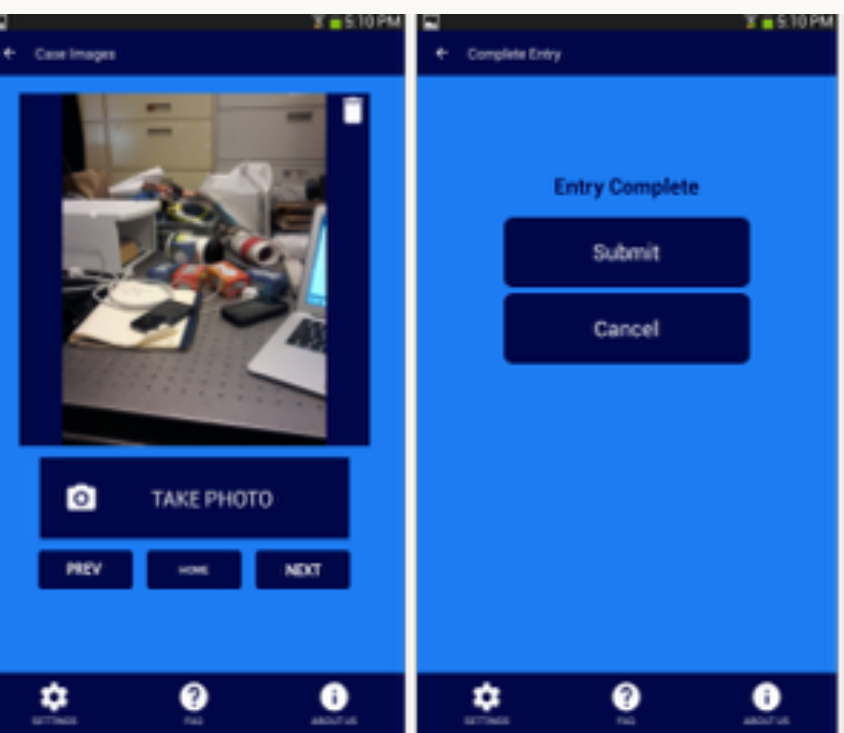 5:10 PM
Case Images
TAKE PHOTO
PREV
HOME
NEXT
SETTINGS
FAQ
ABOUT US
5:10 PM
Complete Entry
Entry Complete
Submit
Cancel
SETTINGS
FAQ
ABOUT US